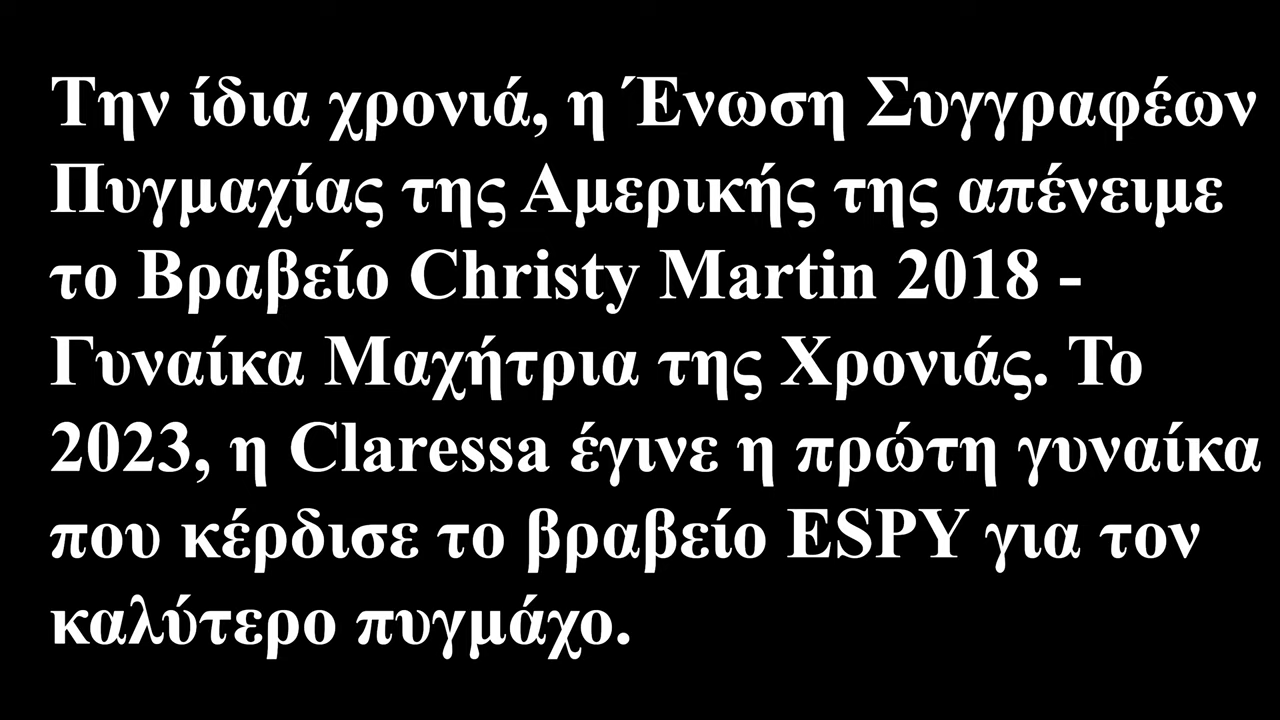 Την ίδια χρονιά, η Ένωση Συγγραφέων
Πυγμαχίας της Αμερικής της απένειμε
το Βραβείο Christy Martin 2018 -
Γυναίκα Μαχήτρια της Χρονιάς. Το
2023, η Claressa έγινε η πρώτη γυναίκα
που κέρδισε το βραβείο ESPY για τον
καλύτερο πυγμάχο.